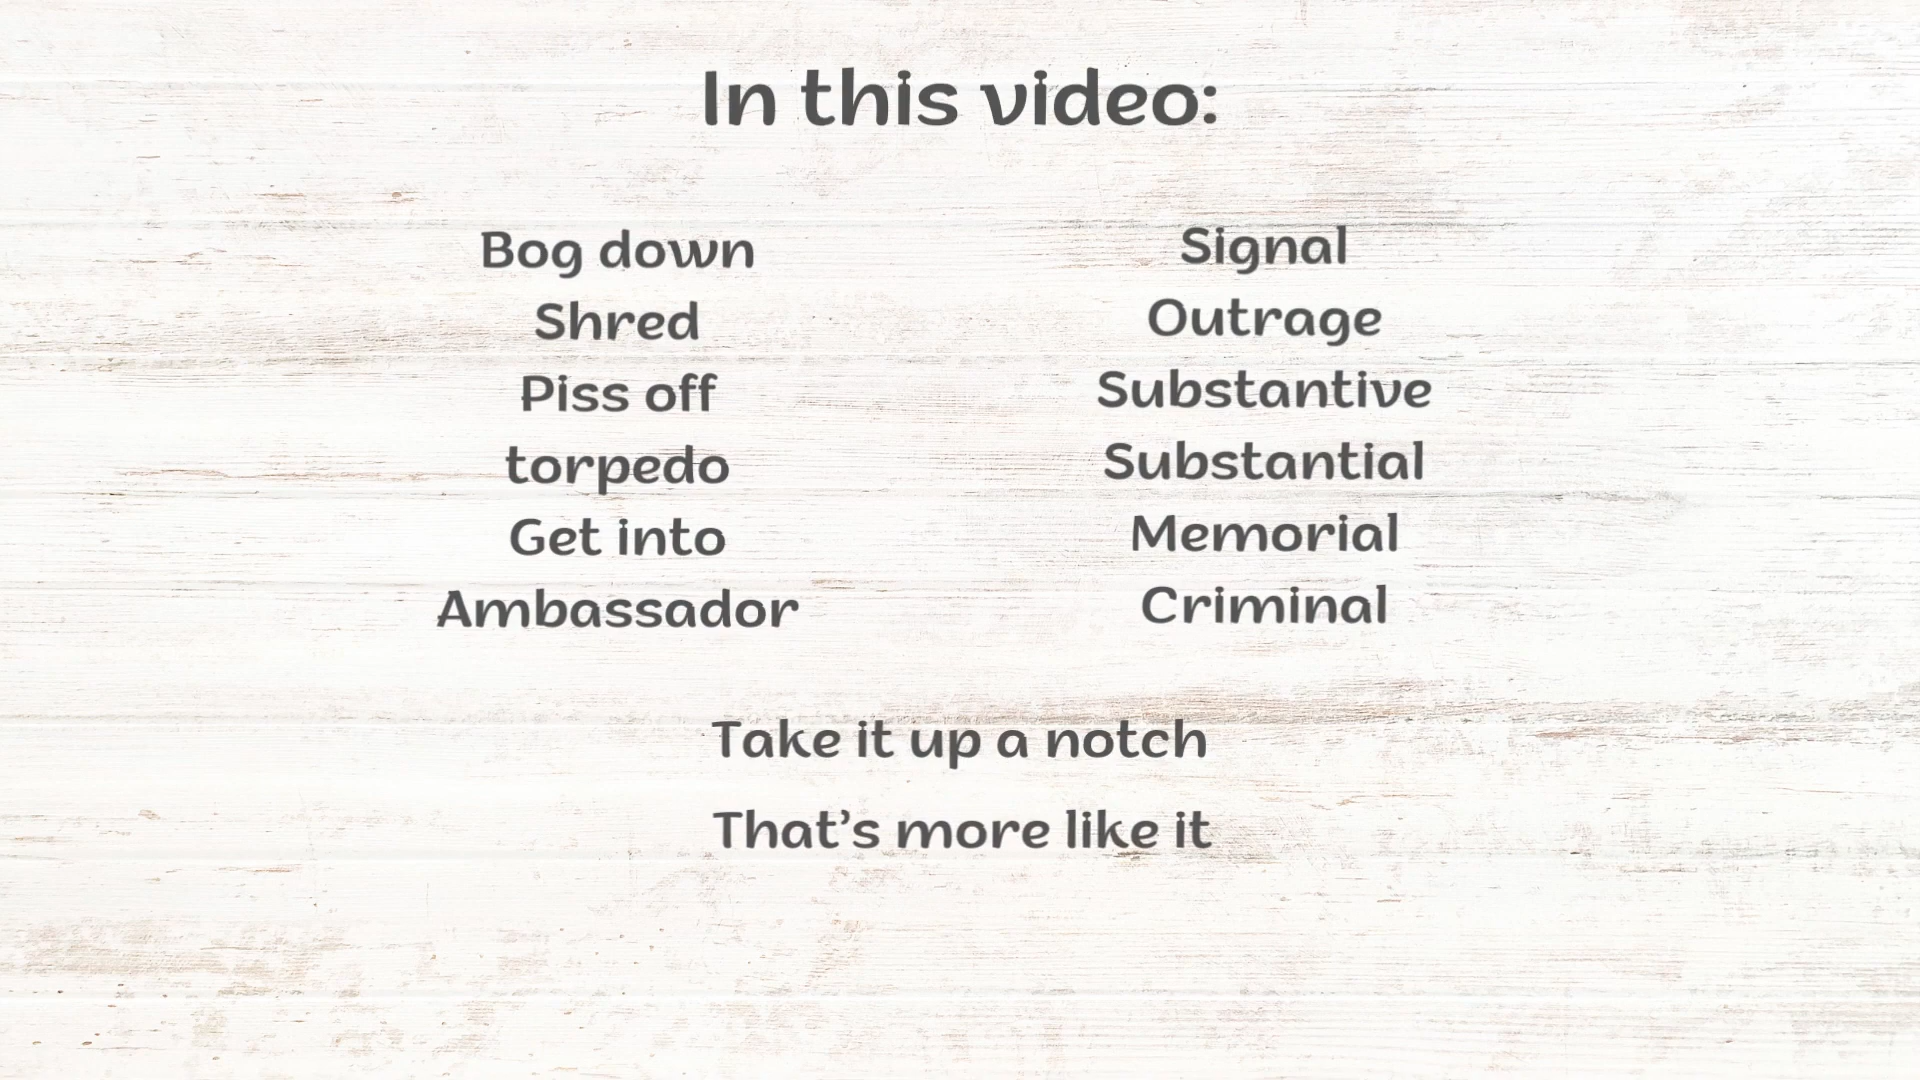 In this video:
Bog down
Shred
Piss off
torpedo
Get into
Ambassador
Signal
Outrage
Substantive
Substantial
Memorial
Criminal
Take it up a notch
That's more like it